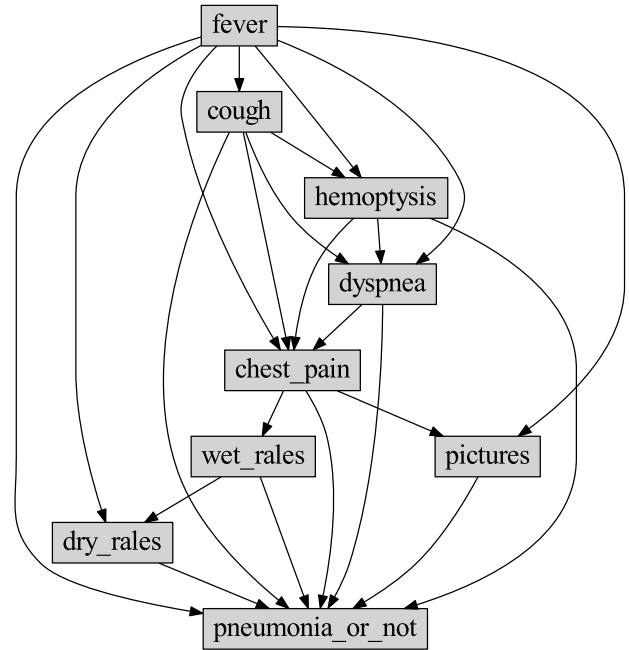 fever
cough
hemoptysis
dyspnea
chest_pain
wet_rales
pictures
dry_rales
pneumonia_or_not